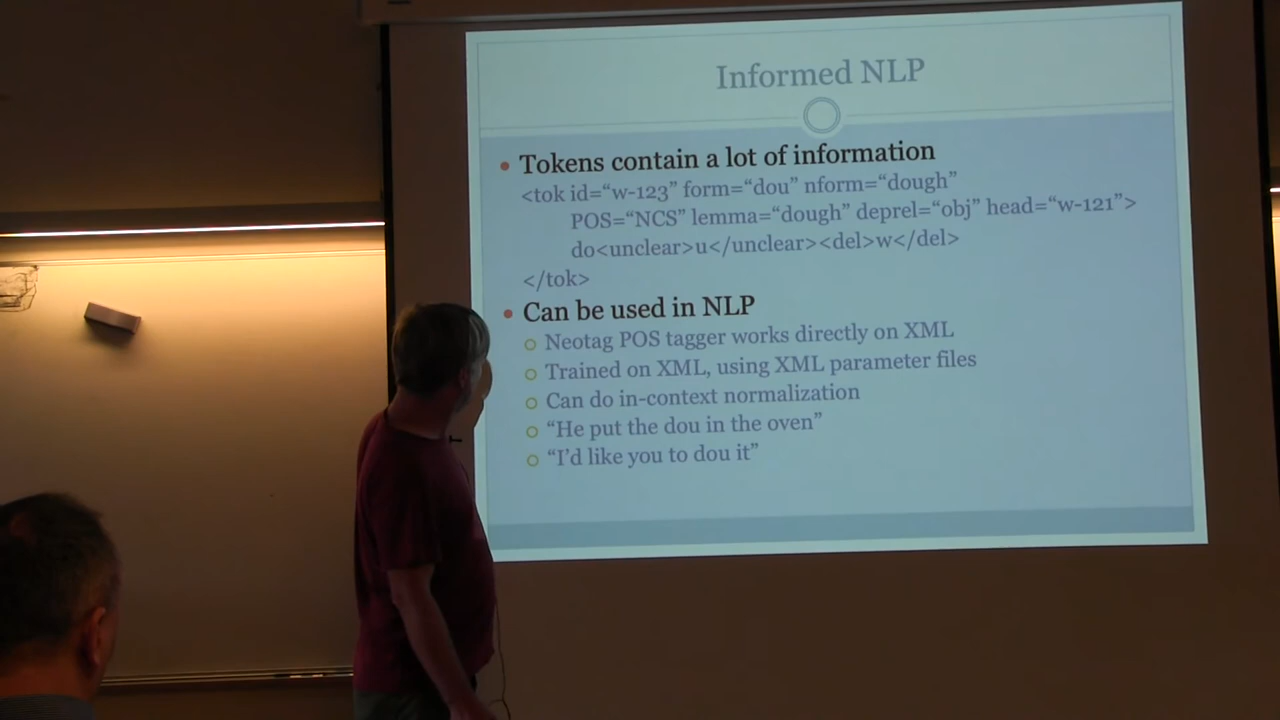 Informed NLP
Tokens contain a lot of information
<tok id=“w-123” form=“dou” nform=“dough”
POS=“NCS” lemma=“dough” deprel=“obj” head=“w-121”>
do<unclear>u</unclear><del>w</del>
</tok>
Can be used in NLP
Neotag POS tagger works directly on XML
Trained on XML, using XML parameter files
Can do in-context normalization
“He put the dou in the oven”
“I’d like you to dou it”